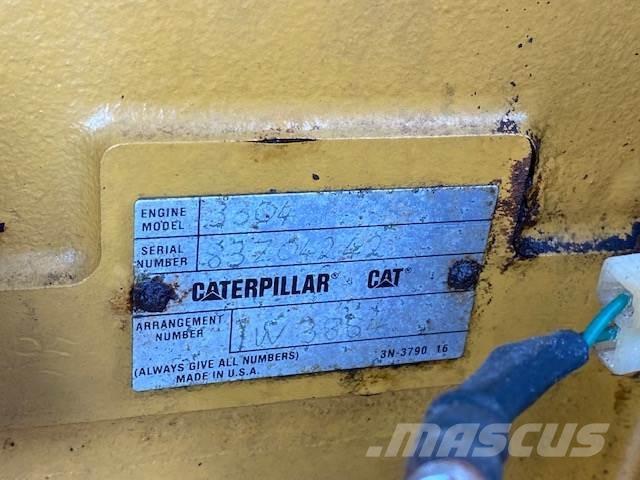 ENGINE MODEL 3304
SERIAL NUMBER 83Z04242
CATERPILLAR® CAT®
ARRANGEMENT NUMBER 1W3884
(ALWAYS GIVE ALL NUMBERS) 3N-3790 16
MADE IN U.S.A.
MASCUS